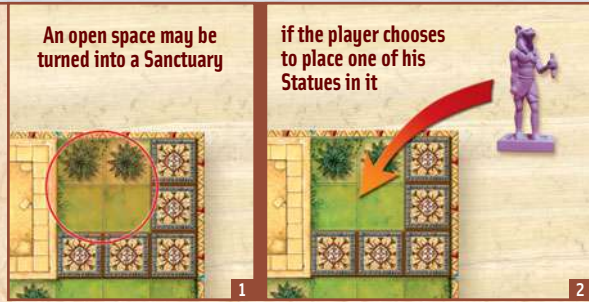 An open space may be
turned into a Sanctuary
1
if the player chooses
to place one of his
Statues in it
2